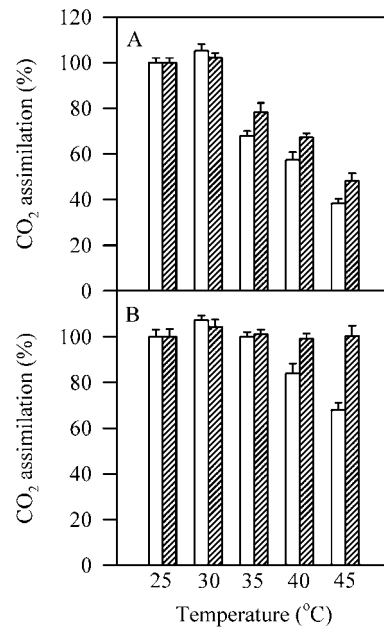 120
A
100
80
60
40
20
0
CO2 assimilation (%)
B
100
80
60
40
20
0
CO2 assimilation (%)
25 30 35 40 45
Temperature (°C)